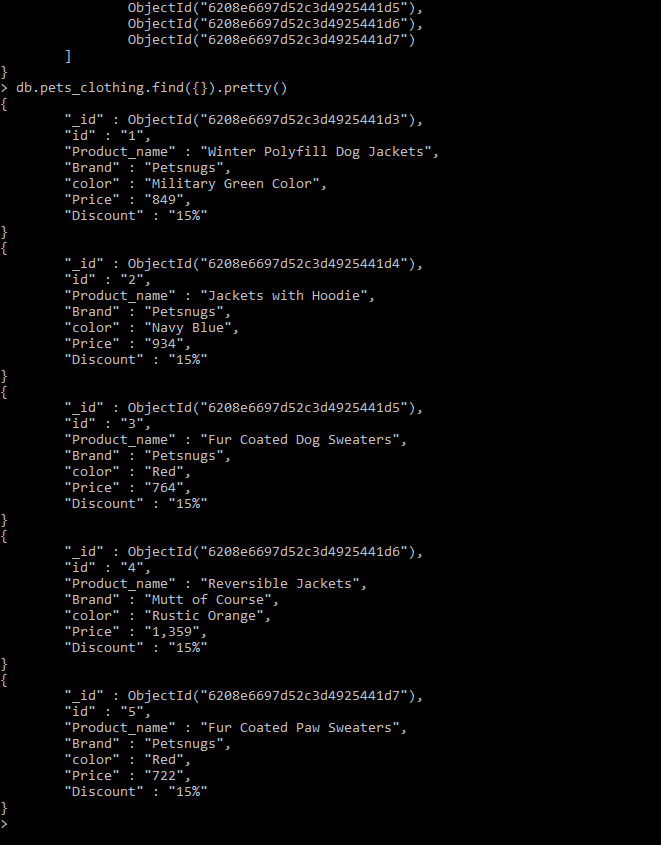 ObjectId("6208e6697d52c3d4925441d5"),
ObjectId("6208e6697d52c3d4925441d6"),
ObjectId("6208e6697d52c3d4925441d7")
]
}
> db.pets_clothing.find({}).pretty()
{
"_id" : ObjectId("6208e6697d52c3d4925441d3"),
"id" : "1",
"Product_name" : "Winter Polyfill Dog Jackets",
"Brand" : "Petsnugs",
"color" : "Military Green Color",
"Price" : "849",
"Discount" : "15%"
}
{
"_id" : ObjectId("6208e6697d52c3d4925441d4"),
"id" : "2",
"Product_name" : "Jackets with Hoodie",
"Brand" : "Petsnugs",
"color" : "Navy Blue",
"Price" : "934",
"Discount" : "15%"
}
{
"_id" : ObjectId("6208e6697d52c3d4925441d5"),
"id" : "3",
"Product_name" : "Fur Coated Dog Sweaters",
"Brand" : "Petsnugs",
"color" : "Red",
"Price" : "764",
"Discount" : "15%"
}
{
"_id" : ObjectId("6208e6697d52c3d4925441d6"),
"id" : "4",
"Product_name" : "Reversible Jackets",
"Brand" : "Mutt of Course",
"color" : "Rustic Orange",
"Price" : "1,359",
"Discount" : "15%"
}
{
"_id" : ObjectId("6208e6697d52c3d4925441d7"),
"id" : "5",
"Product_name" : "Fur Coated Paw Sweaters",
"Brand" : "Petsnugs",
"color" : "Red",
"Price" : "722",
"Discount" : "15%"
}
>